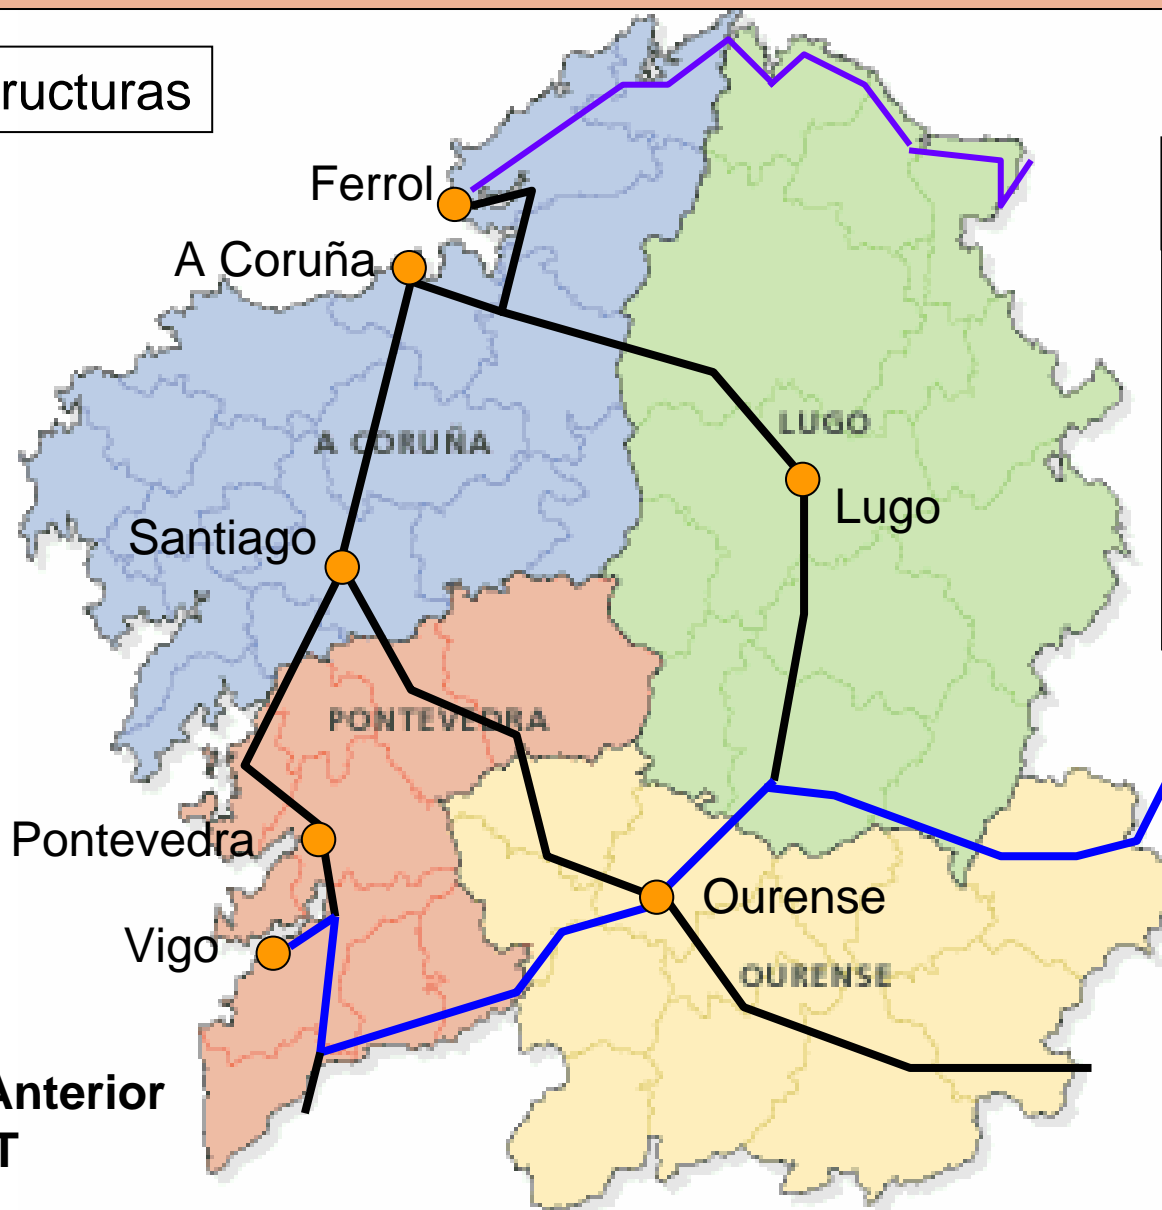 ructuras
Ferrol
A Coruña
LUGO
A CORUÑA
Lugo
Santiago
PONTEVEDRA
Pontevedra
Ourense
Vigo
OURENSE
Anterior
T